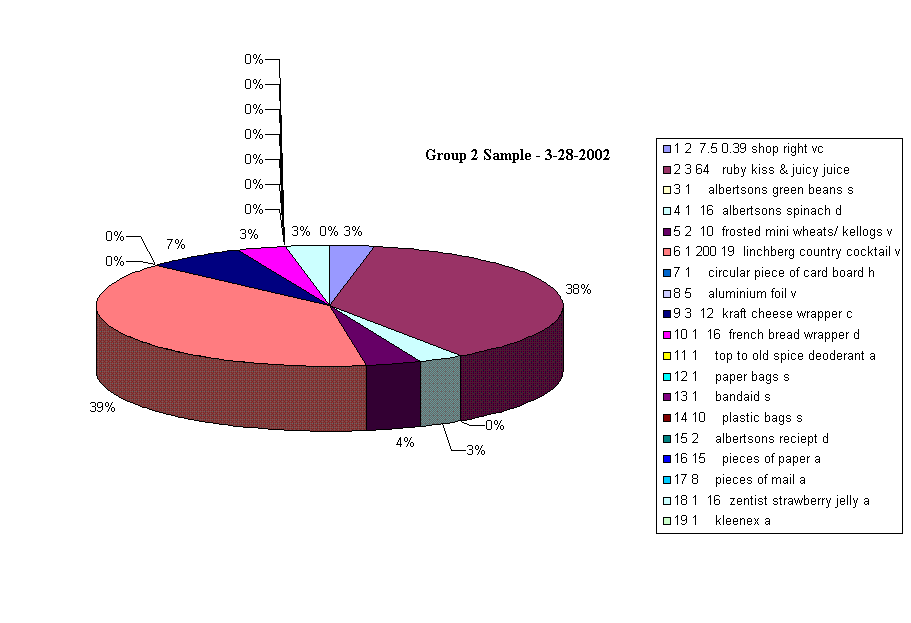 0%
0%
0%
0%
0%
0%
0%
Group 2 Sample - 3-28-2002
3% 3% 0% 3%
0% 7%
0%
38%
39%
4%
0%
3%
1 2 7.5 0.39 shop right vc
2 3 64 ruby kiss & juicy juice
3 1 albertsons green beans s
4 1 16 albertsons spinach d
5 2 10 frosted mini wheats/ kellogs v
6 1 200 19 linchberg country cocktail v
7 1 circular piece of card board h
8 5 aluminium foil v
9 3 12 kraft cheese wrapper c
10 1 16 french bread wrapper d
11 1 top to old spice deoderant a
12 1 paper bags s
13 1 bandaid s
14 10 plastic bags s
15 2 albertsons reciept d
16 15 pieces of paper a
17 8 pieces of mail a
18 1 16 zentist strawberry jelly a
19 1 kleenex a